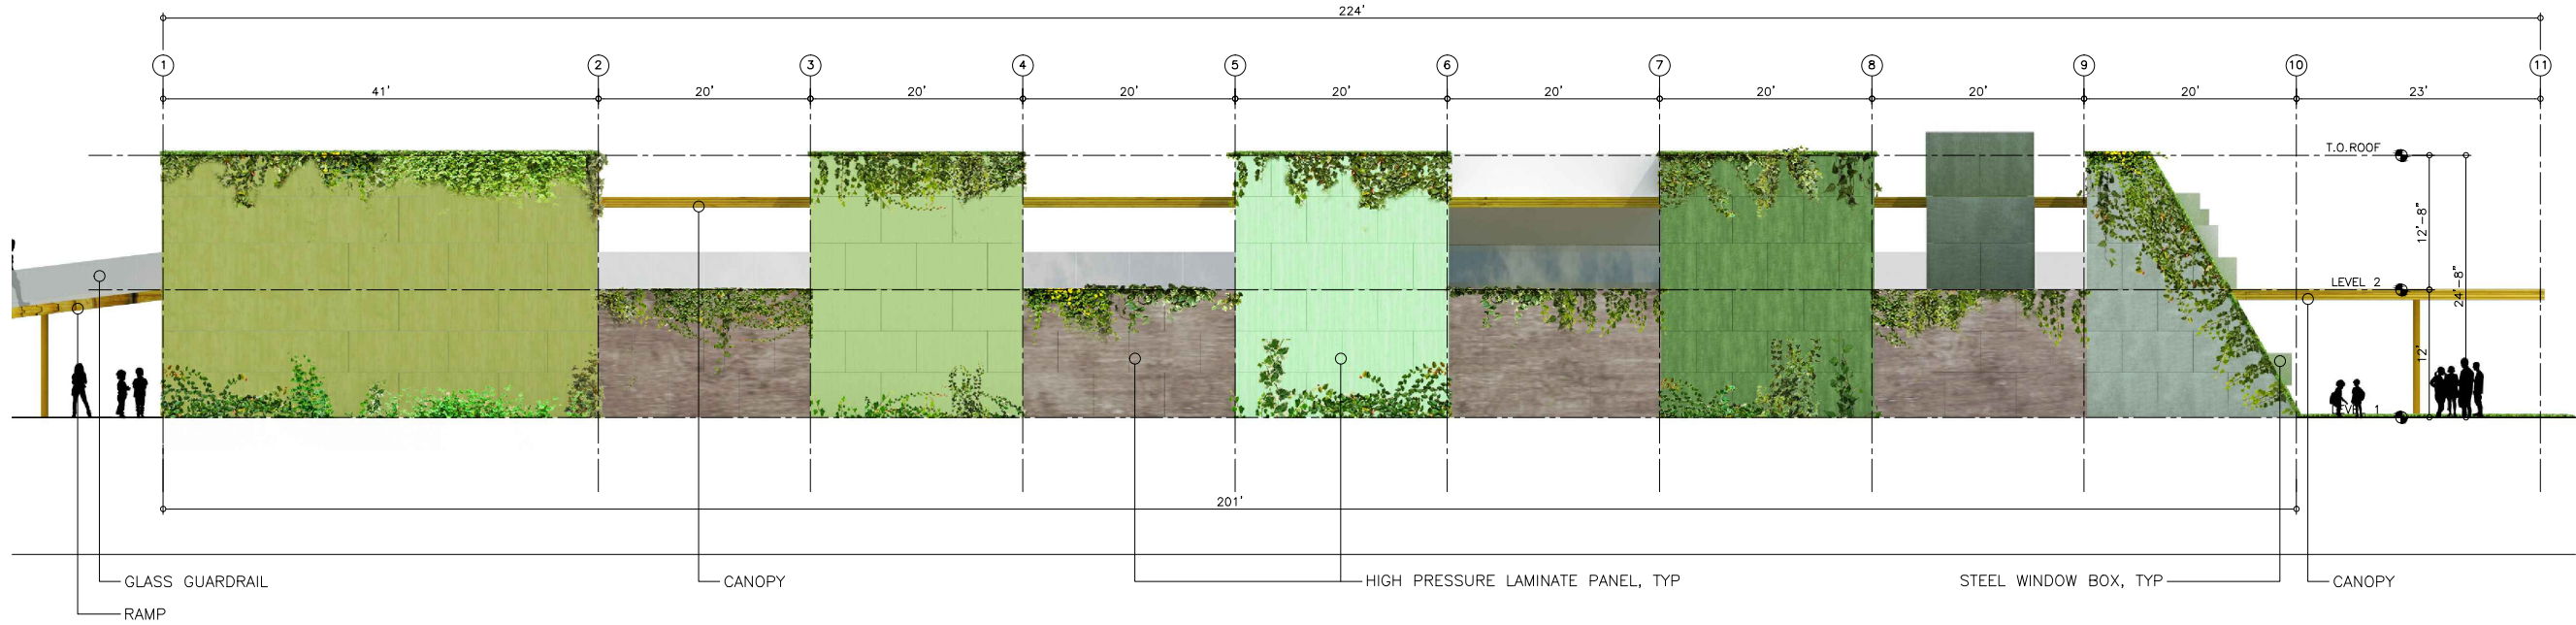 224'
1 2 3 4 5 6 7 8 9 10 11
41' 20' 20' 20' 20' 20' 20' 20' 20' 23'
T.O.ROOF
12'-8"
LEVEL 2
24'-8"
12'
LEVEL 1
201'
GLASS GUARDRAIL
CANOPY
HIGH PRESSURE LAMINATE PANEL, TYP
STEEL WINDOW BOX, TYP
CANOPY
RAMP